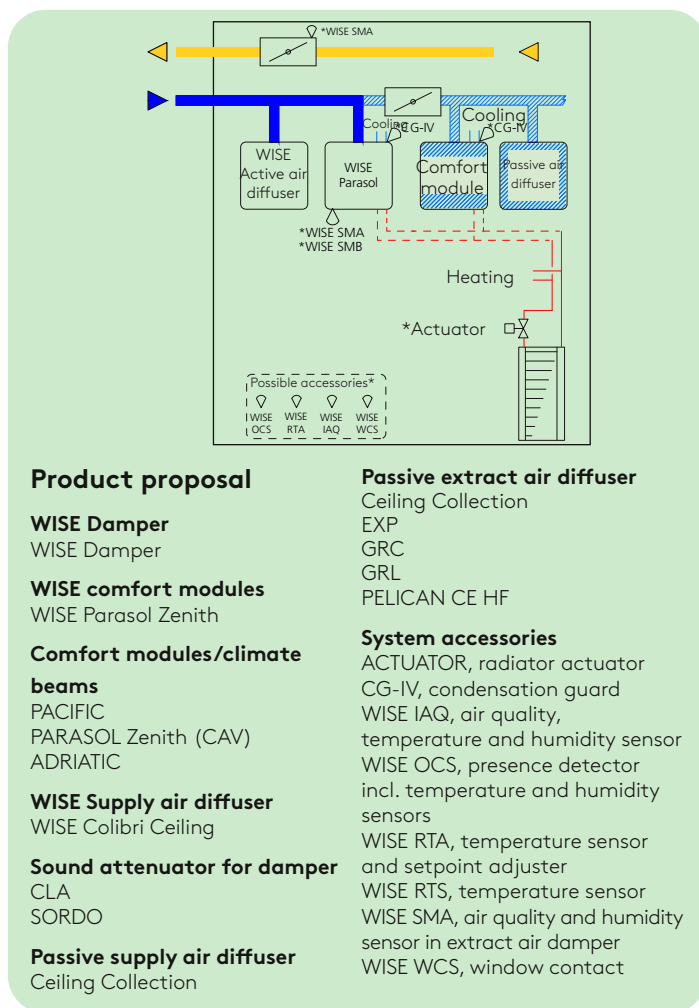 *WISE SMA
Cooling
*CG-IV
Cooling
*CG-IV
WISE
Active air
diffuser
WISE
Parasol
Comfort
module
Passive air
diffuser
*WISE SMA
*WISE SMB
Heating
*Actuator
Possible accessories*
WISE
OCS
WISE
RTA
WISE
IAQ
WISE
WCS
Product proposal
WISE Damper
WISE Damper
WISE comfort modules
WISE Parasol Zenith
Comfort modules/climate
beams
PACIFIC
PARASOL Zenith (CAV)
ADRIATIC
WISE Supply air diffuser
WISE Colibri Ceiling
Sound attenuator for damper
CLA
SORDO
Passive supply air diffuser
Ceiling Collection
Passive extract air diffuser
Ceiling Collection
EXP
GRC
GRL
PELICAN CE HF
System accessories
ACTUATOR, radiator actuator
CG-IV, condensation guard
WISE IAQ, air quality,
temperature and humidity sensor
WISE OCS, presence detector
incl. temperature and humidity
sensors
WISE RTA, temperature sensor
and setpoint adjuster
WISE RTS, temperature sensor
WISE SMA, air quality and humidity
sensor in extract air damper
WISE WCS, window contact